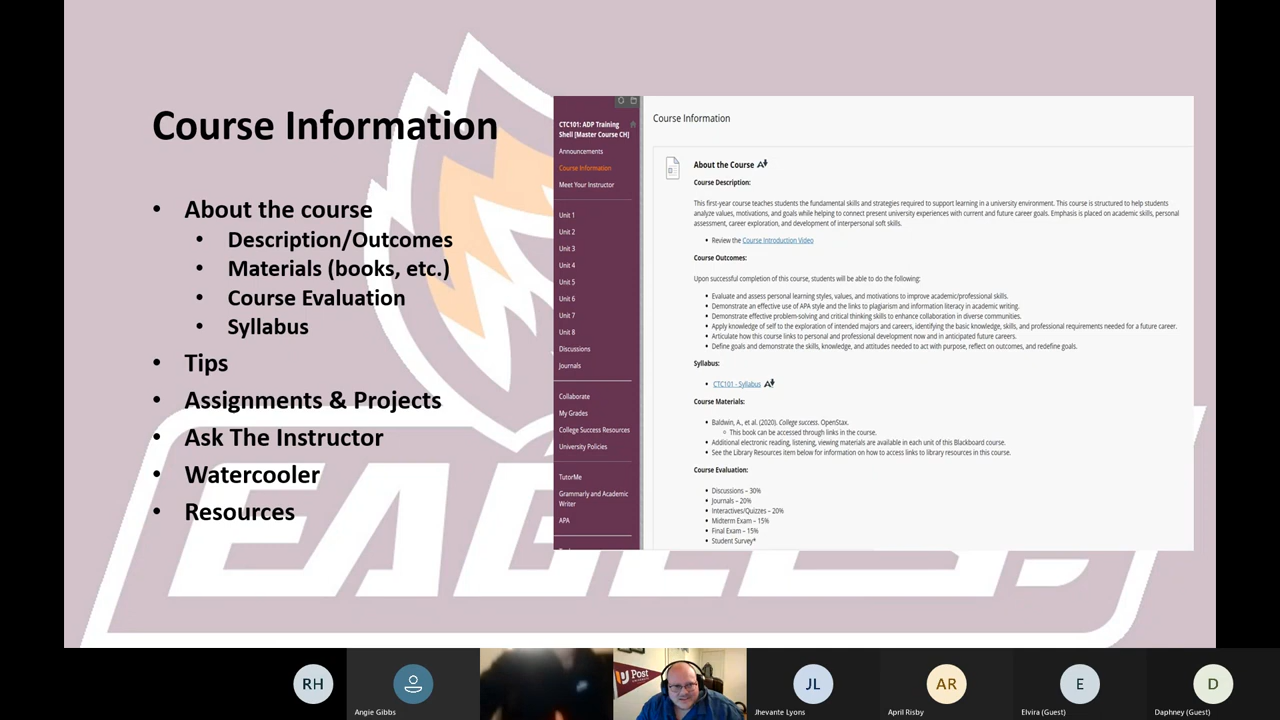 Course Information
• About the course
• Description/Outcomes
• Materials (books, etc.)
• Course Evaluation
• Syllabus
• Tips
• Assignments & Projects
• Ask The Instructor
• Watercooler
• Resources
EAGLES
CTC101: ADP Training
Shell [Master Course CH]
Announcements
Course Information
Meet Your Instructor
Unit 1
Unit 2
Unit 3
Unit 4
Unit 5
Unit 6
Unit 7
Unit 8
Discussions
Journals
Collaborate
My Grades
College Success Resources
University Policies
TutorMe
Grammarly and Academic
Writer
APA
Course Information
About the Course
Course Description:
This first-year course teaches students the fundamental skills and strategies required to support learning in a university environment. This course is structured to help students
analyze values, motivations, and goals while helping to connect present university experiences with current and future career goals. Emphasis is placed on academic skills, personal
assessment, career exploration, and development of interpersonal soft skills.
• Review the Course Introduction Video
Course Outcomes:
Upon successful completion of this course, students will be able to do the following:
• Evaluate and assess personal learning styles, values, and motivations to improve academic/professional skills.
• Demonstrate an effective use of APA style and the links to plagiarism and information literacy in academic writing.
• Demonstrate effective problem-solving and critical thinking skills to enhance collaboration in diverse communities.
• Apply knowledge of self to the exploration of intended majors and careers, identifying the basic knowledge, skills, and professional requirements needed for a future career.
• Articulate how this course links to personal and professional development now and in anticipated future careers.
• Define goals and demonstrate the skills, knowledge, and attitudes needed to act with purpose, reflect on outcomes, and redefine goals.
Syllabus:
• CTC101 - Syllabus
Course Materials:
• Baldwin, A., et al. (2020). College success. OpenStax.
○ This book can be accessed through links in the course.
• Additional electronic reading, listening, viewing materials are available in each unit of this Blackboard course.
• See the Library Resources item below for information on how to access links to library resources in this course.
Course Evaluation:
• Discussions – 30%
• Journals – 20%
• Interactives/Quizzes – 20%
• Midterm Exam – 15%
• Final Exam – 15%
• Student Survey*
RH
Angie Gibbs
Post
JL
Jhevante Lyons
AR
April Risby
E
Elvira (Guest)
D
Daphney (Guest)